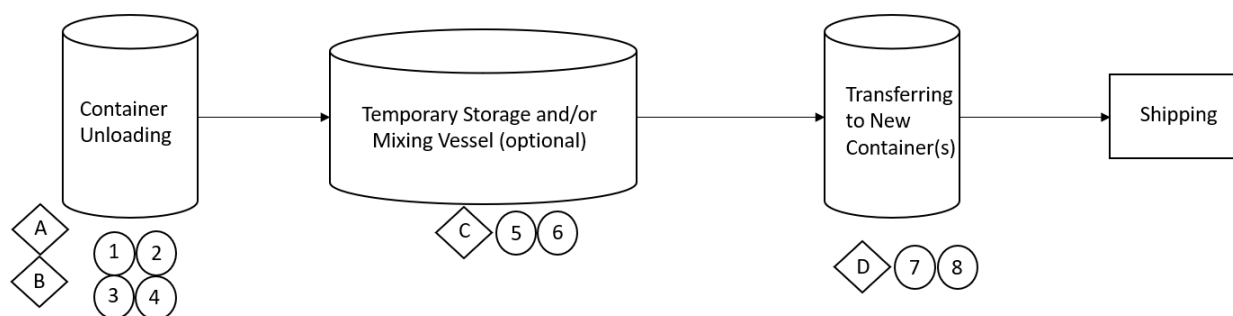 Container
Unloading
Temporary Storage and/or
Mixing Vessel (optional)
Transferring
to New
Container(s)
Shipping
A
B
1 2
3 4
C 5 6
D 7 8